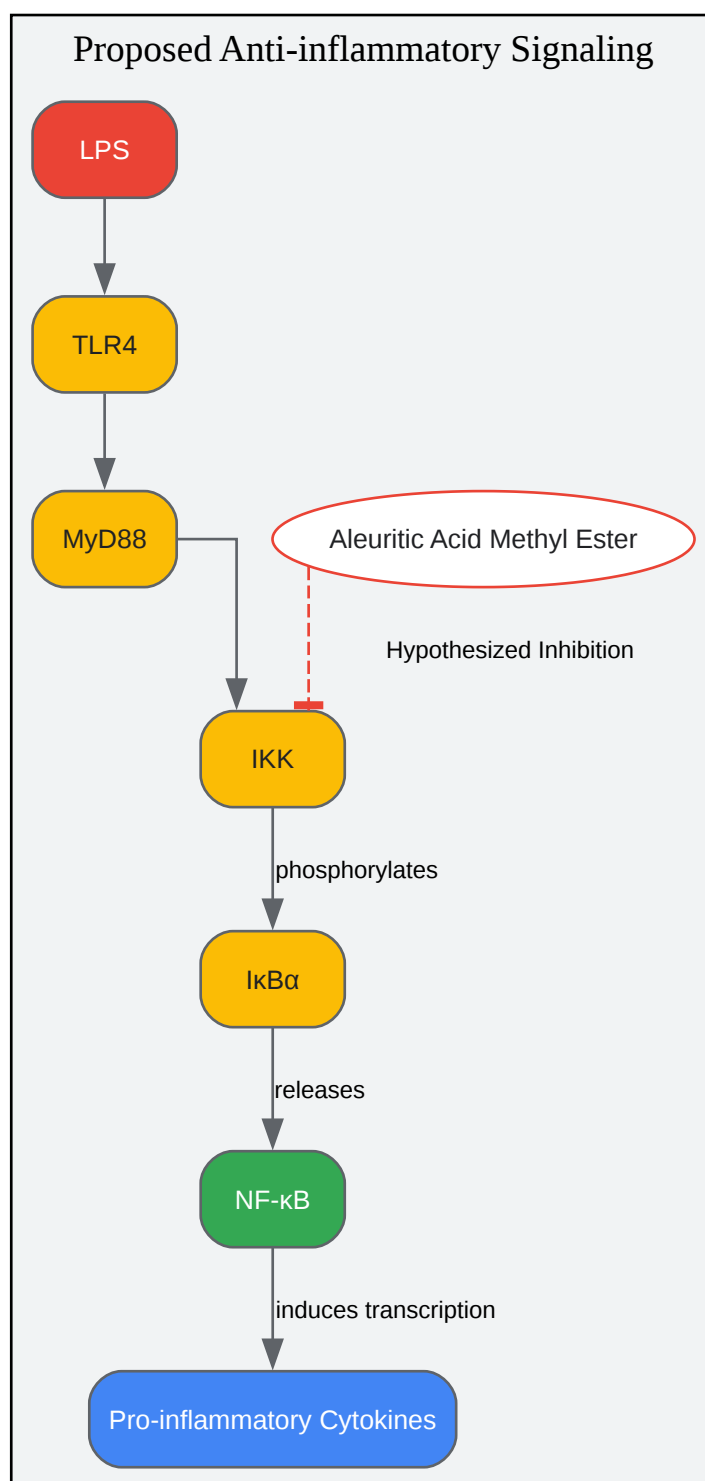 Proposed Anti-inflammatory Signaling
LPS
TLR4
MyD88
Aleuritic Acid Methyl Ester
Hypothesized Inhibition
IKK
phosphorylates
IκBα
releases
NF-κB
induces transcription
Pro-inflammatory Cytokines